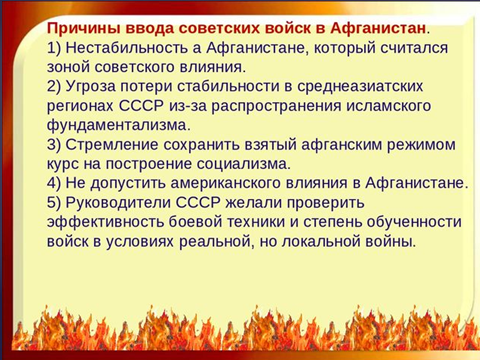 Причины ввода советских войск в Афганистан.
1) Нестабильность а Афганистане, который считался
зоной советского влияния.
2) Угроза потери стабильности в среднеазиатских
регионах СССР из-за распространения исламского
фундаментализма.
3) Стремление сохранить взятый афганским режимом
курс на построение социализма.
4) Не допустить американского влияния в Афганистане.
5) Руководители СССР желали проверить
эффективность боевой техники и степень обученности
войск в условиях реальной, но локальной войны.